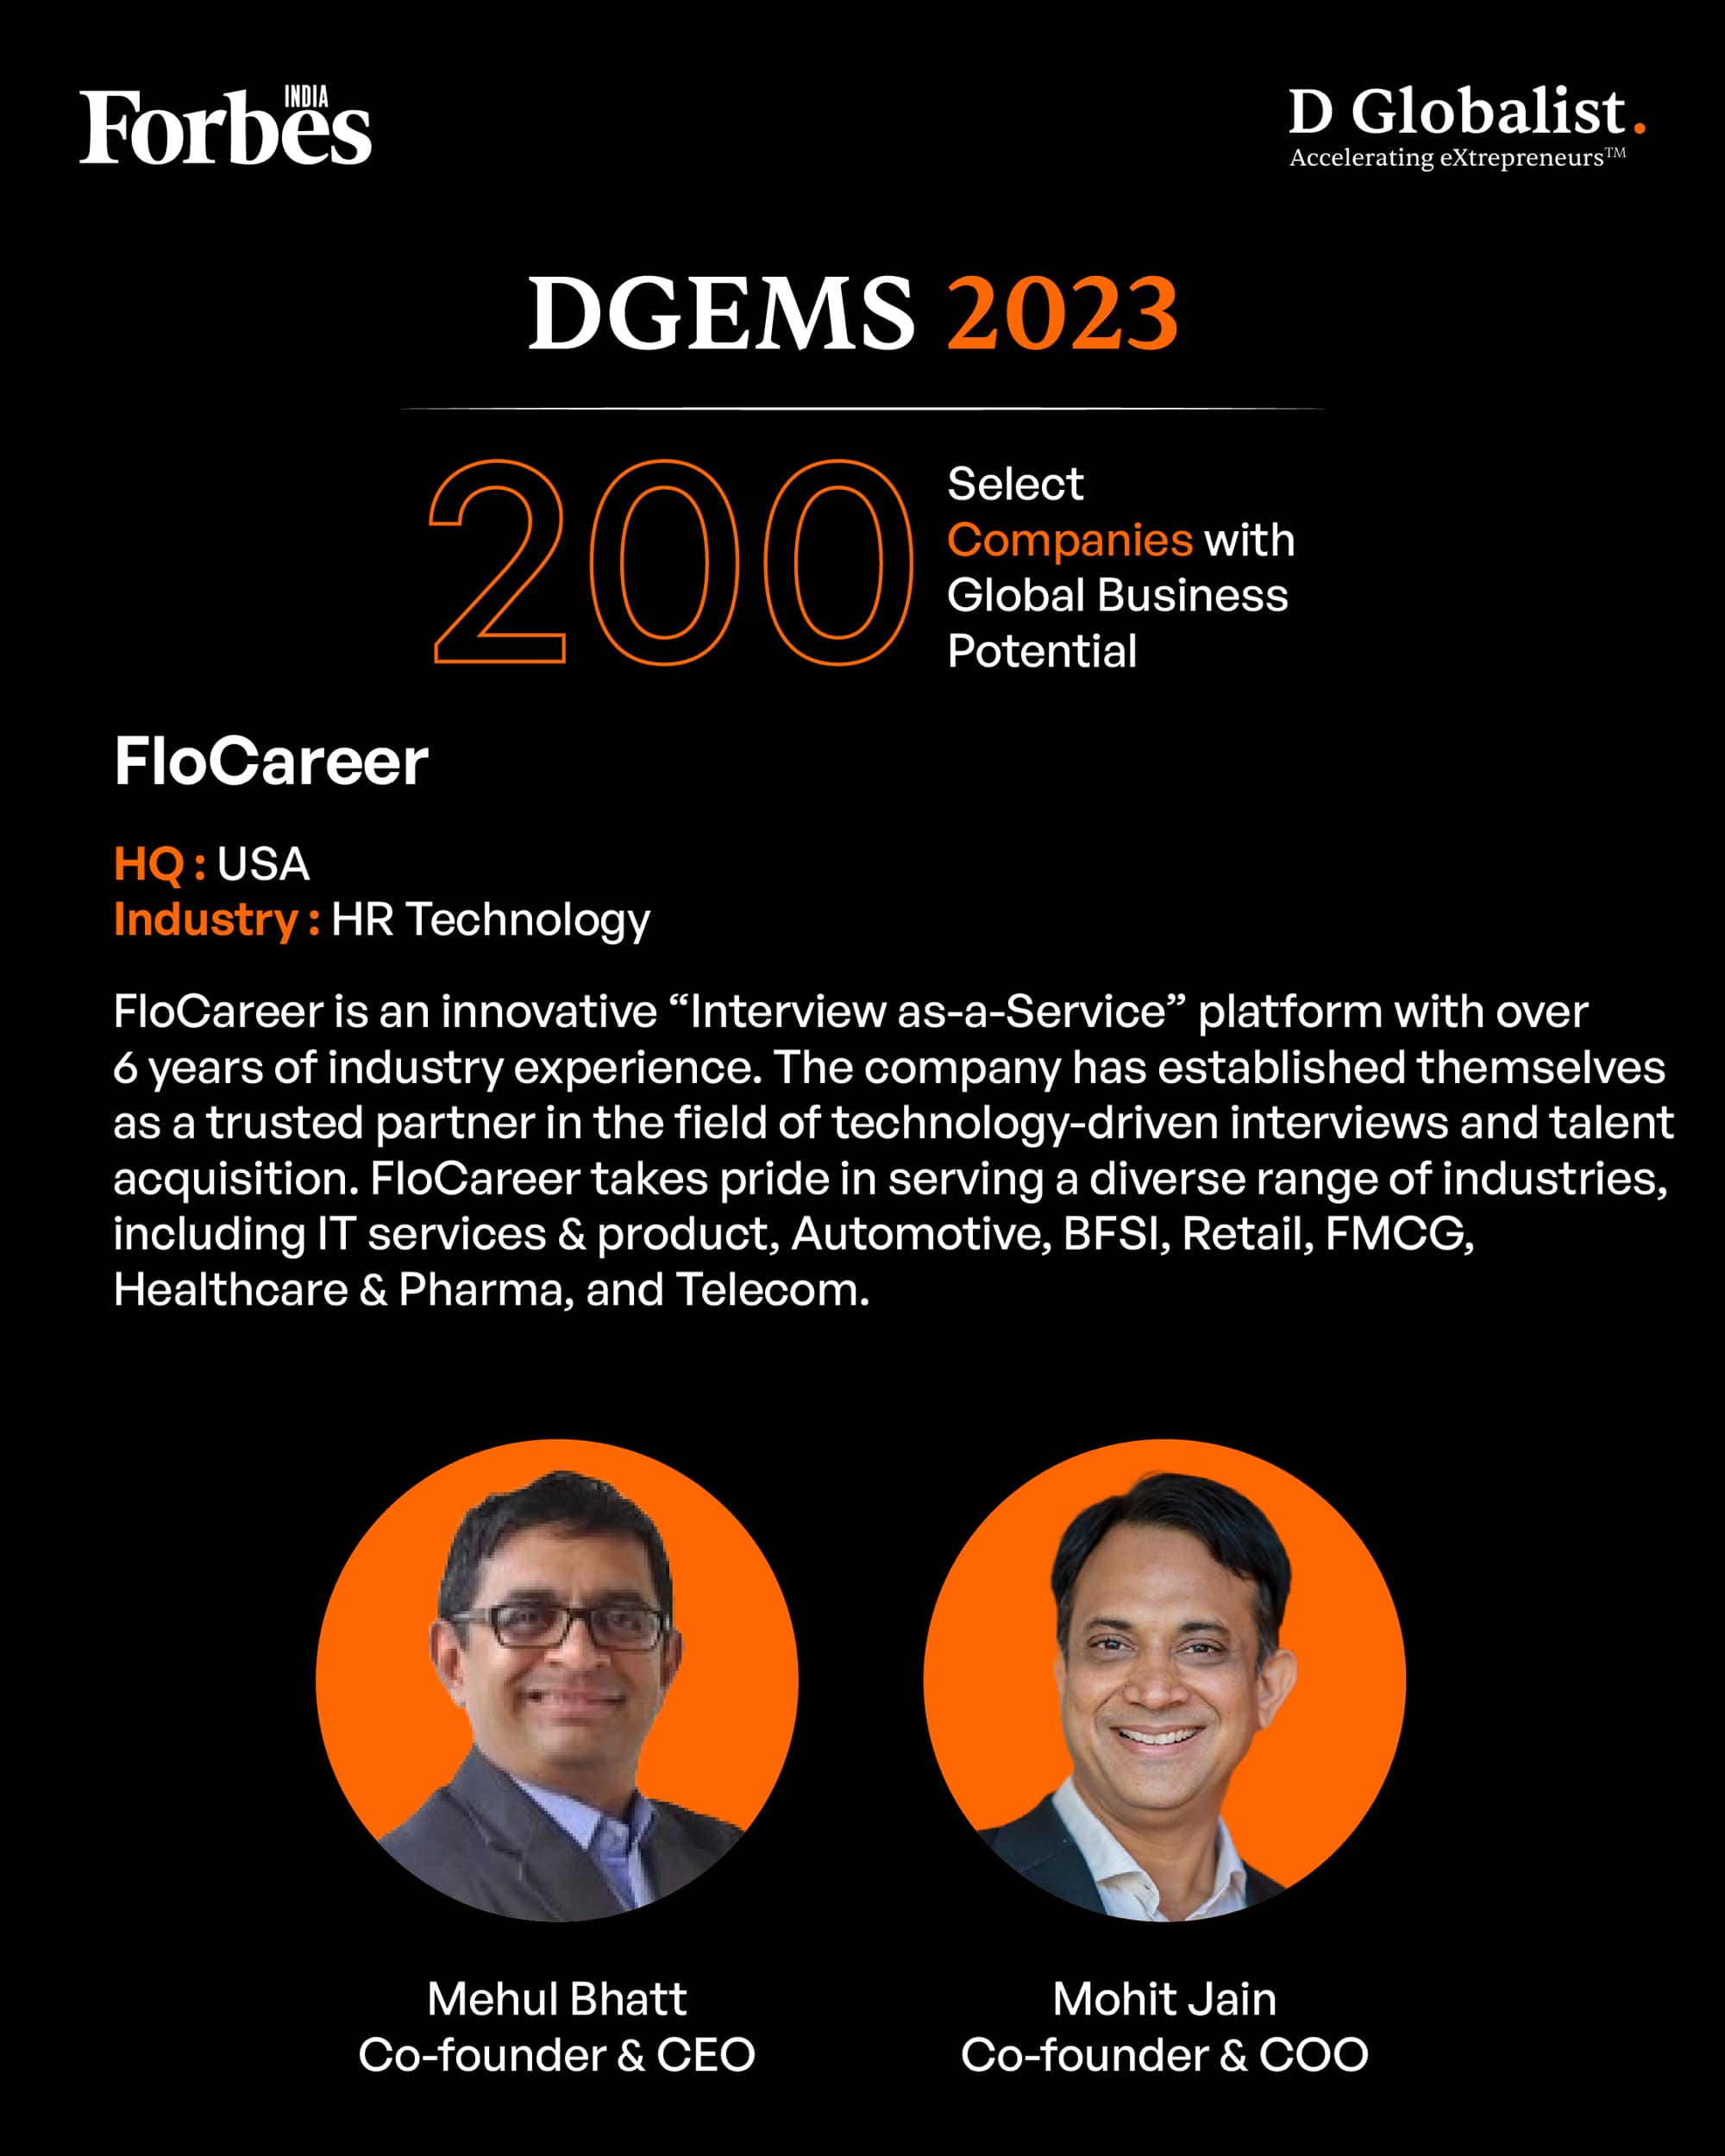 Forbes INDIA
D Globalist.
Accelerating eXtrepreneurs™
DGEMS 2023
200
Select
Companies with
Global Business
Potential
FloCareer
HQ : USA
Industry : HR Technology
FloCareer is an innovative “Interview as-a-Service” platform with over
6 years of industry experience. The company has established themselves
as a trusted partner in the field of technology-driven interviews and talent
acquisition. FloCareer takes pride in serving a diverse range of industries,
including IT services & product, Automotive, BFSI, Retail, FMCG,
Healthcare & Pharma, and Telecom.
Mehul Bhatt
Co-founder & CEO
Mohit Jain
Co-founder & COO